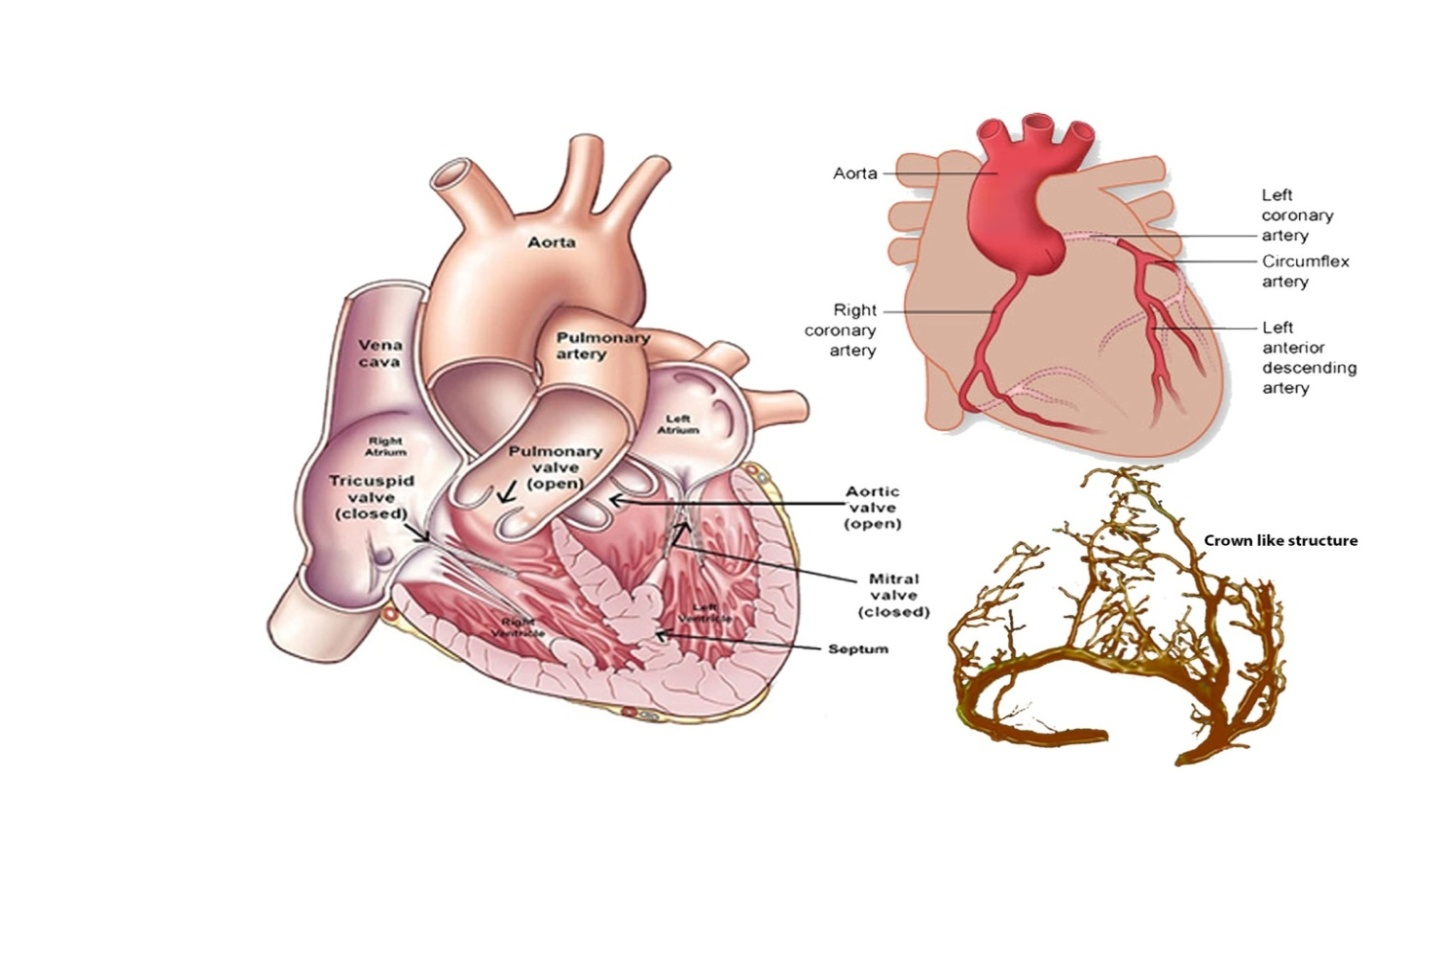 Aorta
Vena
cava
Pulmonary
artery
Right
Atrium
Left
Atrium
Tricuspid
valve
(closed)
Pulmonary
valve
(open)
Aortic
valve
(open)
Mitral
valve
(closed)
Right
Ventricle
Left
Ventricle
Septum
Aorta
Left
coronary
artery
Circumflex
artery
Right
coronary
artery
Left
anterior
descending
artery
Crown like structure